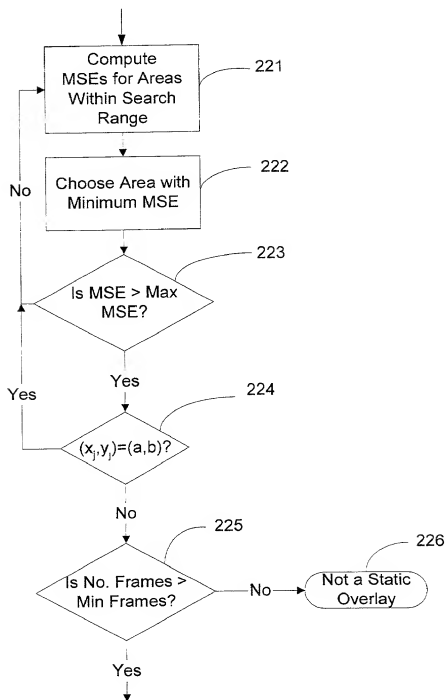 Compute
MSEs for Areas
Within Search
Range
221
Choose Area with
Minimum MSE
222
No
223
Is MSE > Max
MSE?
Yes
Yes
224
(xj,yj)=(a,b)?
No
225
226
Is No. Frames >
Min Frames?
No
Not a Static
Overlay
Yes